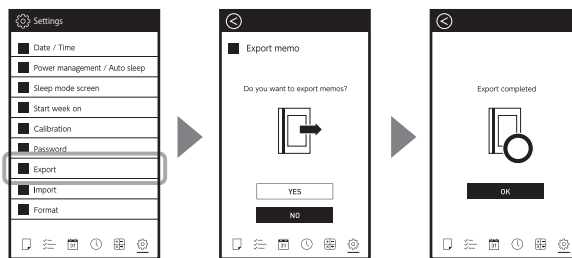 Settings
Date / Time
Power management / Auto sleep
Sleep mode screen
Start week on
Calibration
Password
Export
Import
Format
31
Export memo
Do you want to export memos?
YES
NO
31
Export completed
OK
31